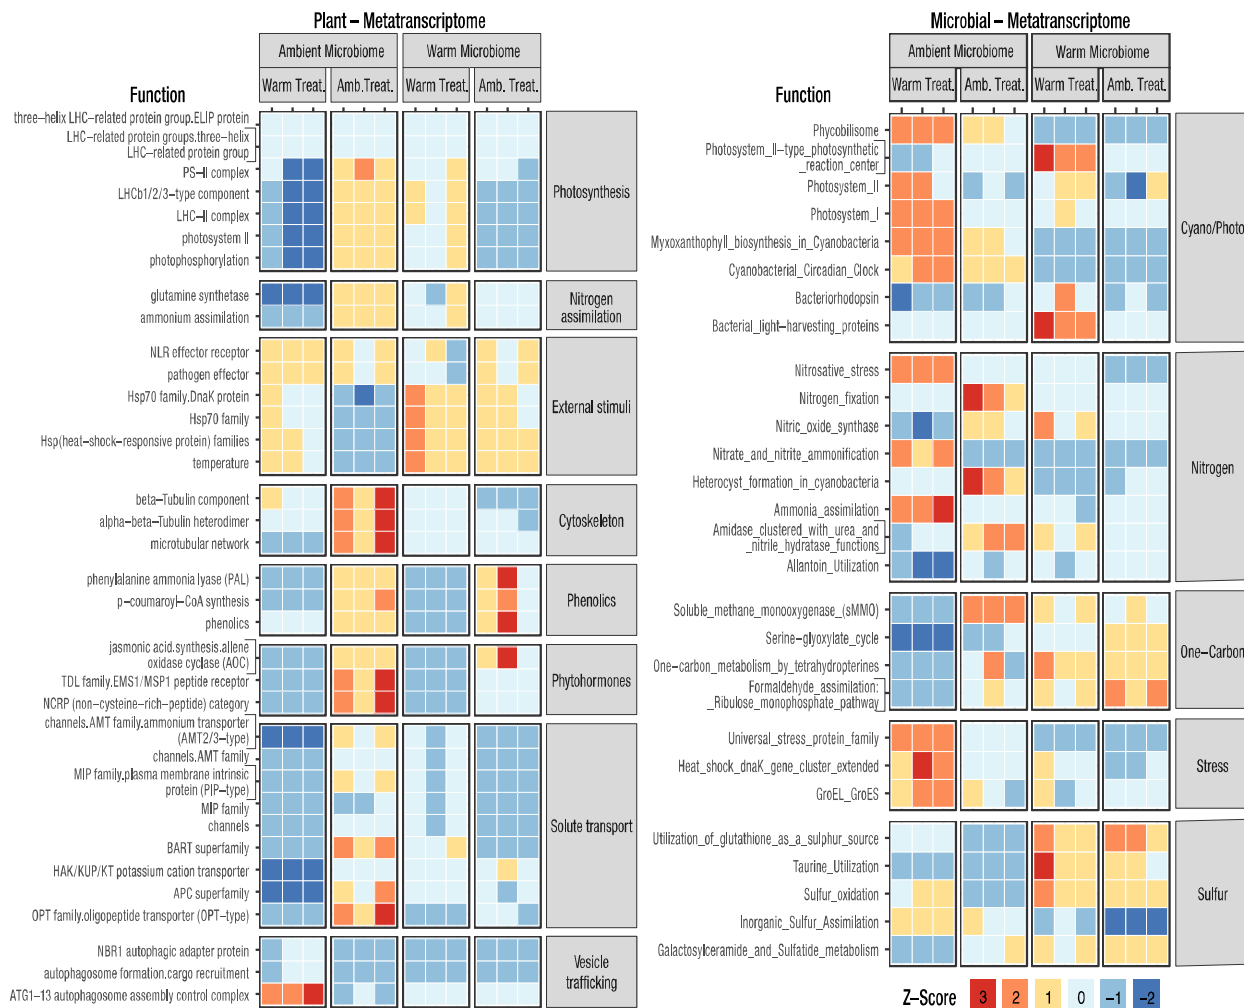 Plant – Metatranscriptome
Ambient Microbiome
Warm Microbiome
Warm Treat.
Amb.Treat.
Warm Treat.
Amb. Treat.
Function
three–helix LHC–related protein group.ELIP protein
LHC–related protein groups.three–helix
LHC–related protein group
PS–II complex
LHCb1/2/3–type component
LHC–II complex
photosystem II
photophosphorylation
Photosynthesis
glutamine synthetase
ammonium assimilation
Nitrogen
assimilation
NLR effector receptor
pathogen effector
Hsp70 family.DnaK protein
Hsp70 family
Hsp(heat–shock–responsive protein) families
temperature
External stimuli
beta–Tubulin component
alpha–beta–Tubulin heterodimer
microtubular network
Cytoskeleton
phenylalanine ammonia lyase (PAL)
p–coumaroyl–CoA synthesis
phenolics
Phenolics
jasmonic acid.synthesis.allene
oxidase cyclase (AOC)
TDL family.EMS1/MSP1 peptide receptor
NCRP (non–cysteine–rich–peptide) category
Phytohormones
channels.AMT family.ammonium transporter
(AMT2/3–type)
channels.AMT family
MIP family.plasma membrane intrinsic
protein (PIP–type)
MIP family
channels
BART superfamily
HAK/KUP/KT potassium cation transporter
APC superfamily
OPT family.oligopeptide transporter (OPT–type)
Solute transport
NBR1 autophagic adapter protein
autophagosome formation.cargo recruitment
ATG1–13 autophagosome assembly control complex
Vesicle
trafficking
Microbial – Metatranscriptome
Ambient Microbiome
Warm Microbiome
Warm Treat.
Amb. Treat.
Warm Treat.
Amb. Treat.
Function
Phycobilisome
Photosystem_II–type_photosynthetic
_reaction_center
Photosystem_II
Photosystem_I
Myxoxanthophyll_biosynthesis_in_Cyanobacteria
Cyanobacterial_Circadian_Clock
Bacteriorhodopsin
Bacterial_light–harvesting_proteins
Cyano/Photo
Nitrosative_stress
Nitrogen_fixation
Nitric_oxide_synthase
Nitrate_and_nitrite_ammonification
Heterocyst_formation_in_cyanobacteria
Ammonia_assimilation
Amidase_clustered_with_urea_and
_nitrile_hydratase_functions
Allantoin_Utilization
Nitrogen
Soluble_methane_monooxygenase_(sMMO)
Serine–glyoxylate_cycle
One–carbon_metabolism_by_tetrahydropterines
Formaldehyde_assimilation:
_Ribulose_monophosphate_pathway
One–Carbon
Universal_stress_protein_family
Heat_shock_dnaK_gene_cluster_extended
GroEL_GroES
Stress
Utilization_of_glutathione_as_a_sulphur_source
Taurine_Utilization
Sulfur_oxidation
Inorganic_Sulfur_Assimilation
Galactosylceramide_and_Sulfatide_metabolism
Sulfur
Z–Score 3 2 1 0 –1 –2